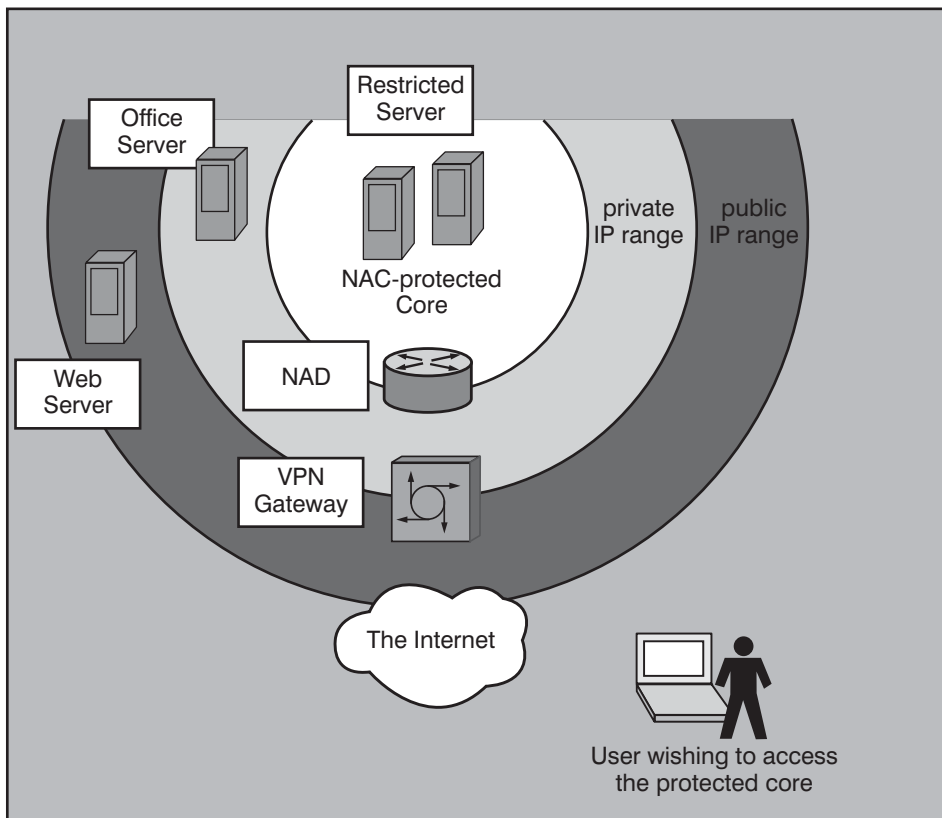 Restricted
Server
Office
Server
private
IP range
public
IP range
NAC-protected
Core
NAD
Web
Server
VPN
Gateway
The Internet
User wishing to access
the protected core